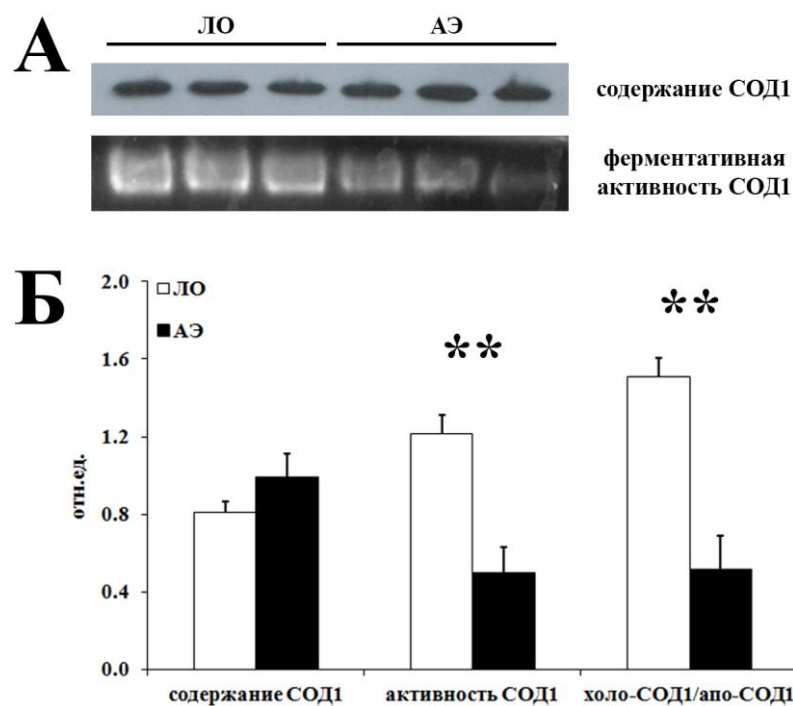 А
ЛО АЭ
содержание СОД1
ферментативная
активность СОД1
Б
2.0
1.6
1.2
0.8
0.4
0.0
отн.ед.
ЛО
АЭ
**
**
содержание СОД1 активность СОД1 холо-СОД1/апо-СОД1